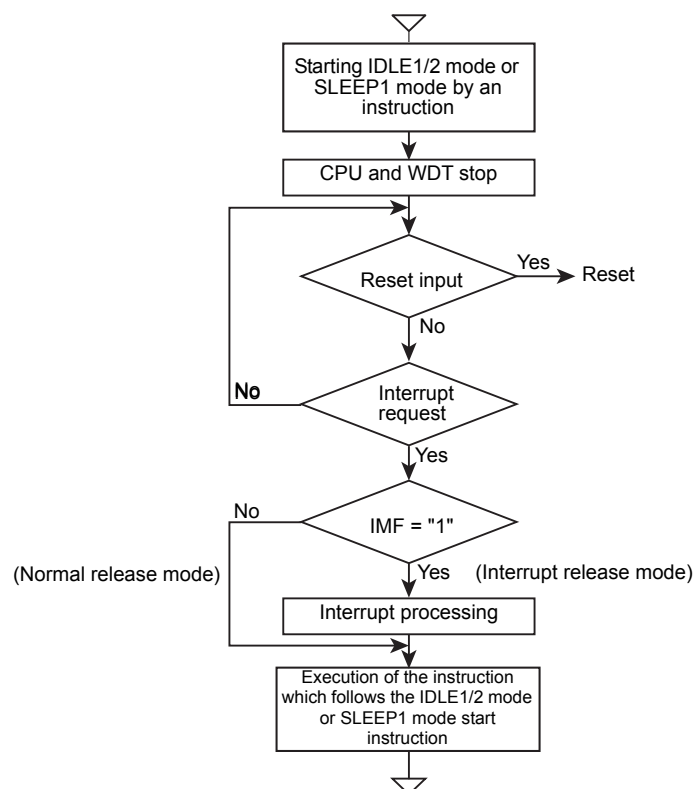 Starting IDLE1/2 mode or
SLEEP1 mode by an
instruction
CPU and WDT stop
Reset input
Yes
Reset
No
Interrupt
request
No
Yes
IMF = "1"
No
(Normal release mode)
Yes
(Interrupt release mode)
Interrupt processing
Execution of the instruction
which follows the IDLE1/2 mode
or SLEEP1 mode start
instruction